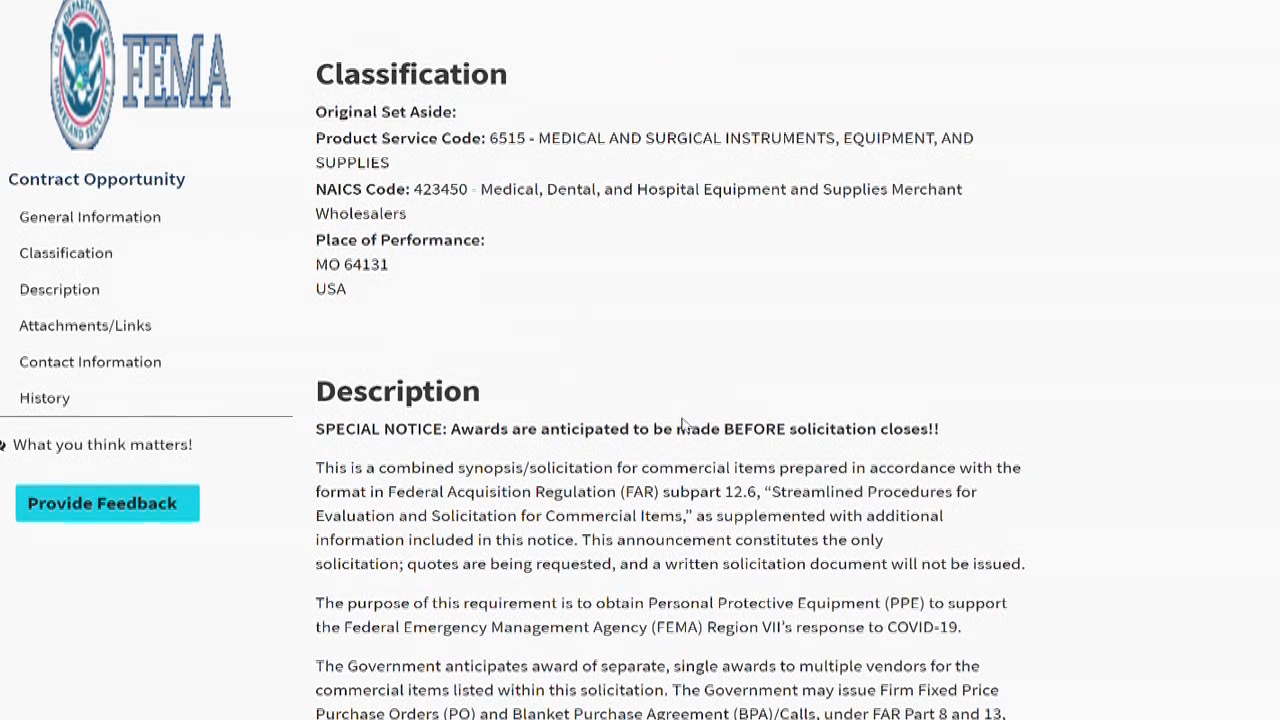 U.S. DEPARTMENT OF
HOMELAND SECURITY
FEMA
Contract Opportunity
General Information
Classification
Description
Attachments/Links
Contact Information
History
What you think matters!
Provide Feedback
Classification
Original Set Aside:
Product Service Code: 6515 - MEDICAL AND SURGICAL INSTRUMENTS, EQUIPMENT, AND
SUPPLIES
NAICS Code: 423450 - Medical, Dental, and Hospital Equipment and Supplies Merchant
Wholesalers
Place of Performance:
MO 64131
USA
Description
SPECIAL NOTICE: Awards are anticipated to be made BEFORE solicitation closes!!
This is a combined synopsis/solicitation for commercial items prepared in accordance with the
format in Federal Acquisition Regulation (FAR) subpart 12.6, “Streamlined Procedures for
Evaluation and Solicitation for Commercial Items,” as supplemented with additional
information included in this notice. This announcement constitutes the only
solicitation; quotes are being requested, and a written solicitation document will not be issued.
The purpose of this requirement is to obtain Personal Protective Equipment (PPE) to support
the Federal Emergency Management Agency (FEMA) Region VII’s response to COVID-19.
The Government anticipates award of separate, single awards to multiple vendors for the
commercial items listed within this solicitation. The Government may issue Firm Fixed Price
Purchase Orders (PO) and Blanket Purchase Agreement (BPA)/Calls, under FAR Part 8 and 13,